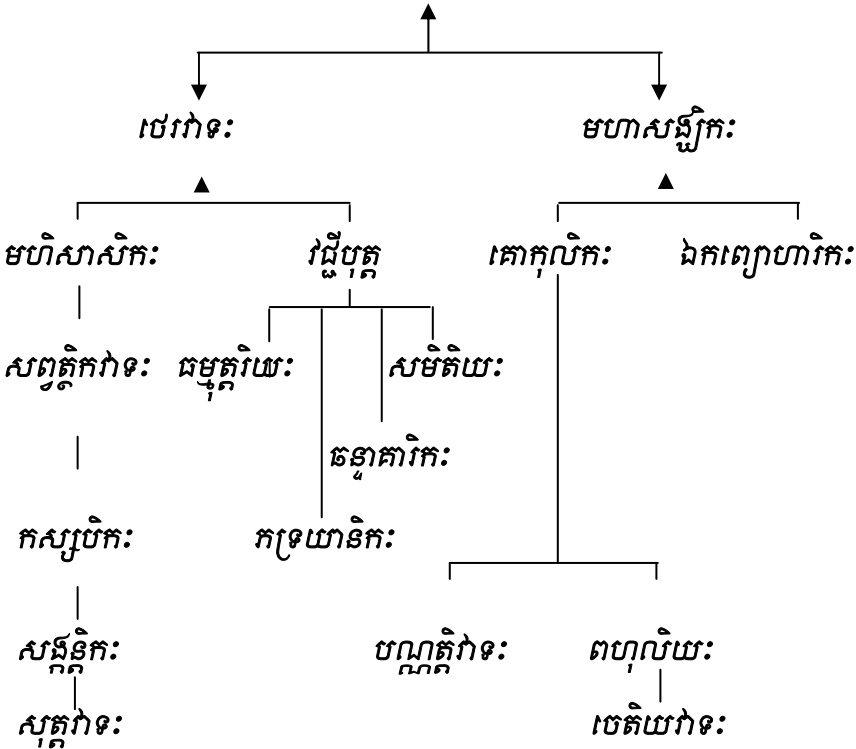 ថេរវាទៈ មហាសង្ឃិកៈ
មហិសាសិកៈ វជ្ជីបុត្ត គោកុលិកៈ ឯកព្យោហារិកៈ
សព្វត្ថិកវាទៈ ធម្មុត្តរិយៈ សមិតិយៈ
ឆន្ទាគារិកៈ
កស្សបិកៈ ភទ្រយានិកៈ
សង្កន្តិកៈ បណ្ណត្តិវាទៈ ពហុលិយៈ
សុត្តវាទៈ ចេតិយវាទៈ